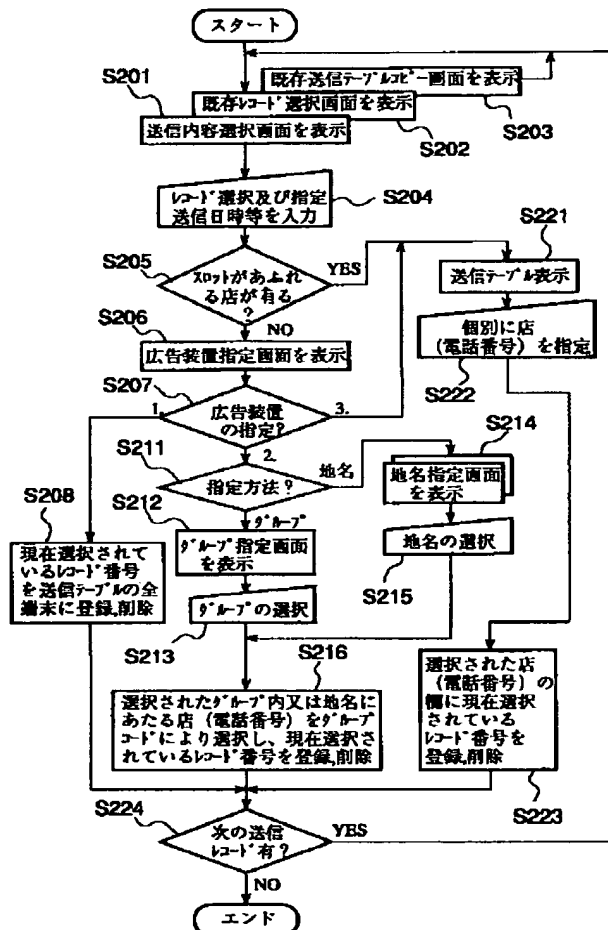 スタート
S201
既存送信テーブルコピー画面を表示
既存レコード選択画面を表示
S203
送信内容選択画面を表示
S202
レコード選択及び指定
送信日時等を入力
S204
S205
スロットがあふれ
る店が有る
?
YES
NO
S221
送信テーブル表示
S206
広告装置指定画面を表示
個別に店
(電話番号)を指定
S222
S207
1.
広告装置
の指定?
3.
2.
S211
指定方法?
地名
S214
地名指定画面
を表示
S208
S212
グループ
グループ指定画面
を表示
地名の選択
S215
現在選択されて
いるレコード番号
を送信テーブルの全
端末に登録,削除
グループの選択
S213
S216
選択されたグループ内又は地名に
あたる店(電話番号)をグループ
コードにより選択し、現在選択さ
れているレコード番号を登録,削除
選択された店
(電話番号)の
欄に現在選択
されている
レコード番号を
登録,削除
S223
S224
次の送信
レコード有?
YES
NO
エンド